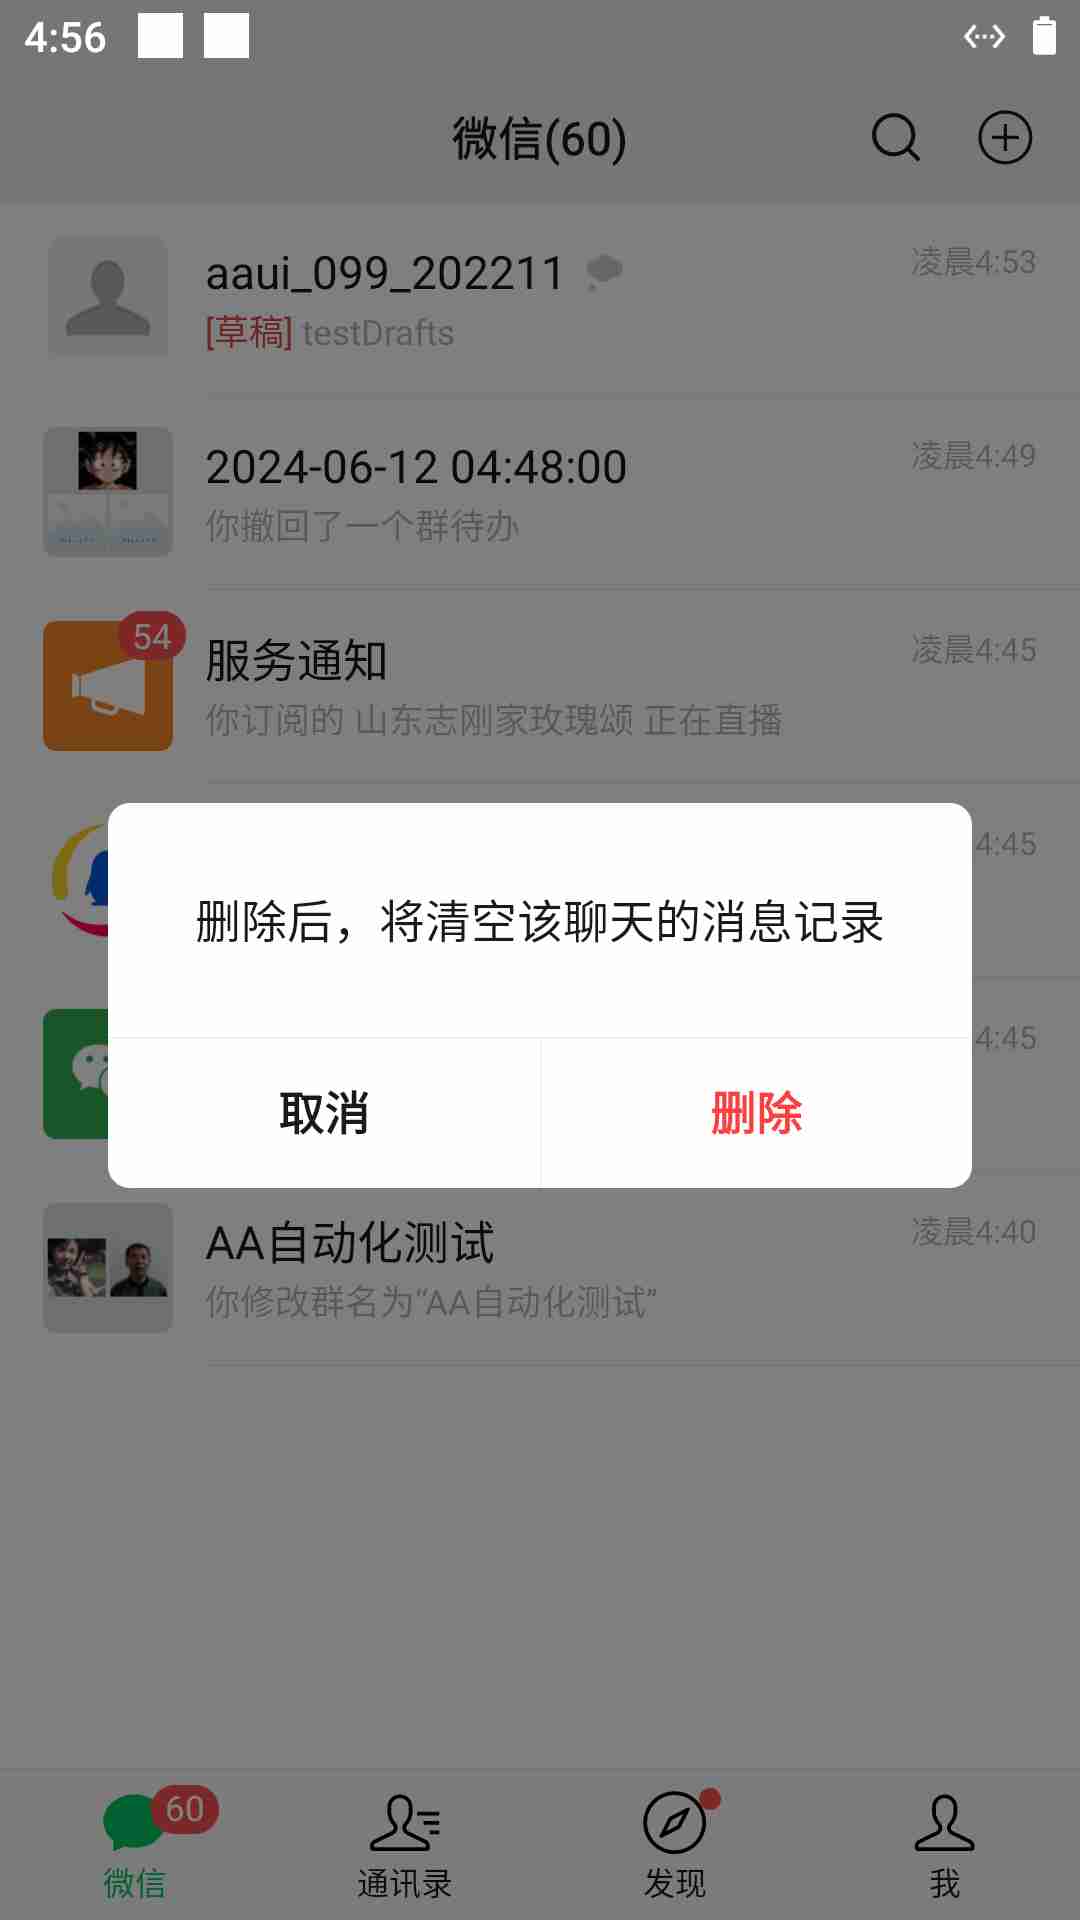 4:56
微信(60)
aaui_099_202211
凌晨4:53
[草稿] testDrafts
2024-06-12 04:48:00
凌晨4:49
你撤回了一个群待办
54
服务通知
凌晨4:45
你订阅的 山东志刚家玫瑰颂 正在直播
4:45
删除后，将清空该聊天的消息记录
4:45
取消
删除
AA自动化测试
凌晨4:40
你修改群名为“AA自动化测试”
60
微信
通讯录
发现
我